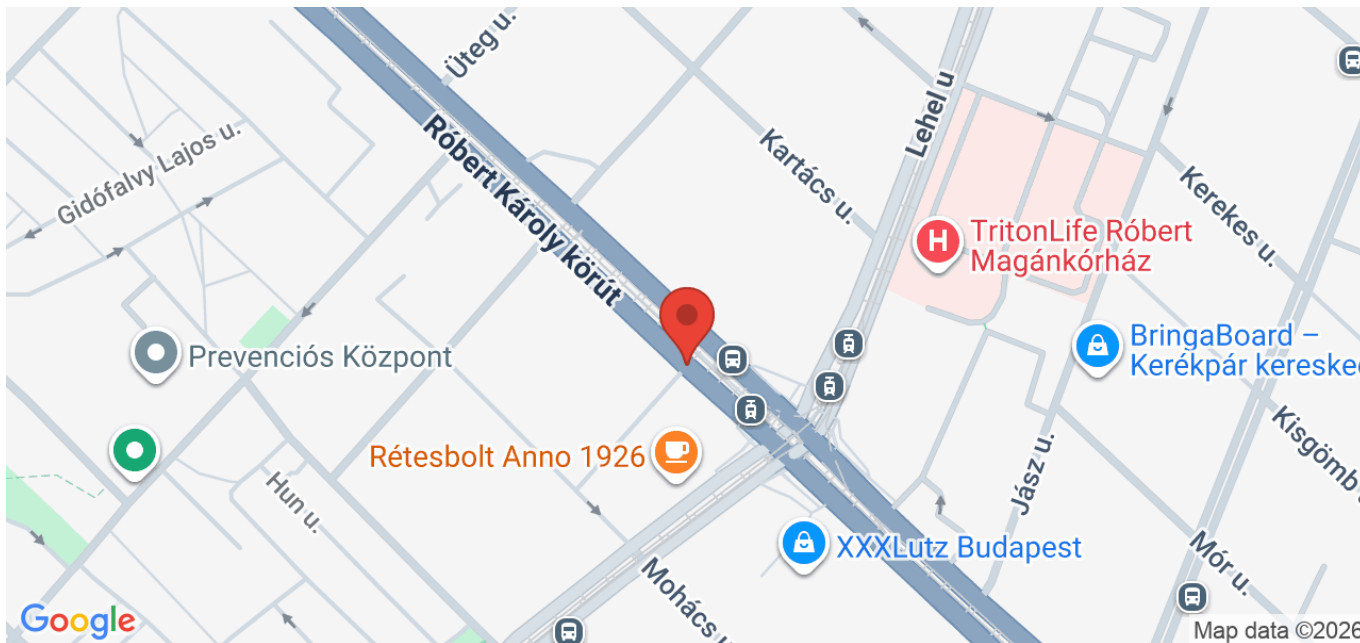 Üteg u.
Lehel u
Róbert Károly körút
Kartács u.
Gidófalvy Lajos u.
Kerekes u.
TritonLife Róbert
Magánkórház
BringaBoard –
Kerékpár keresked
Prevenciós Központ
Rétesbolt Anno 1926
Kisgömb
Jász u.
Hun u.
XXXLutz Budapest
Mór u.
Mohács u
Google
Map data ©2026